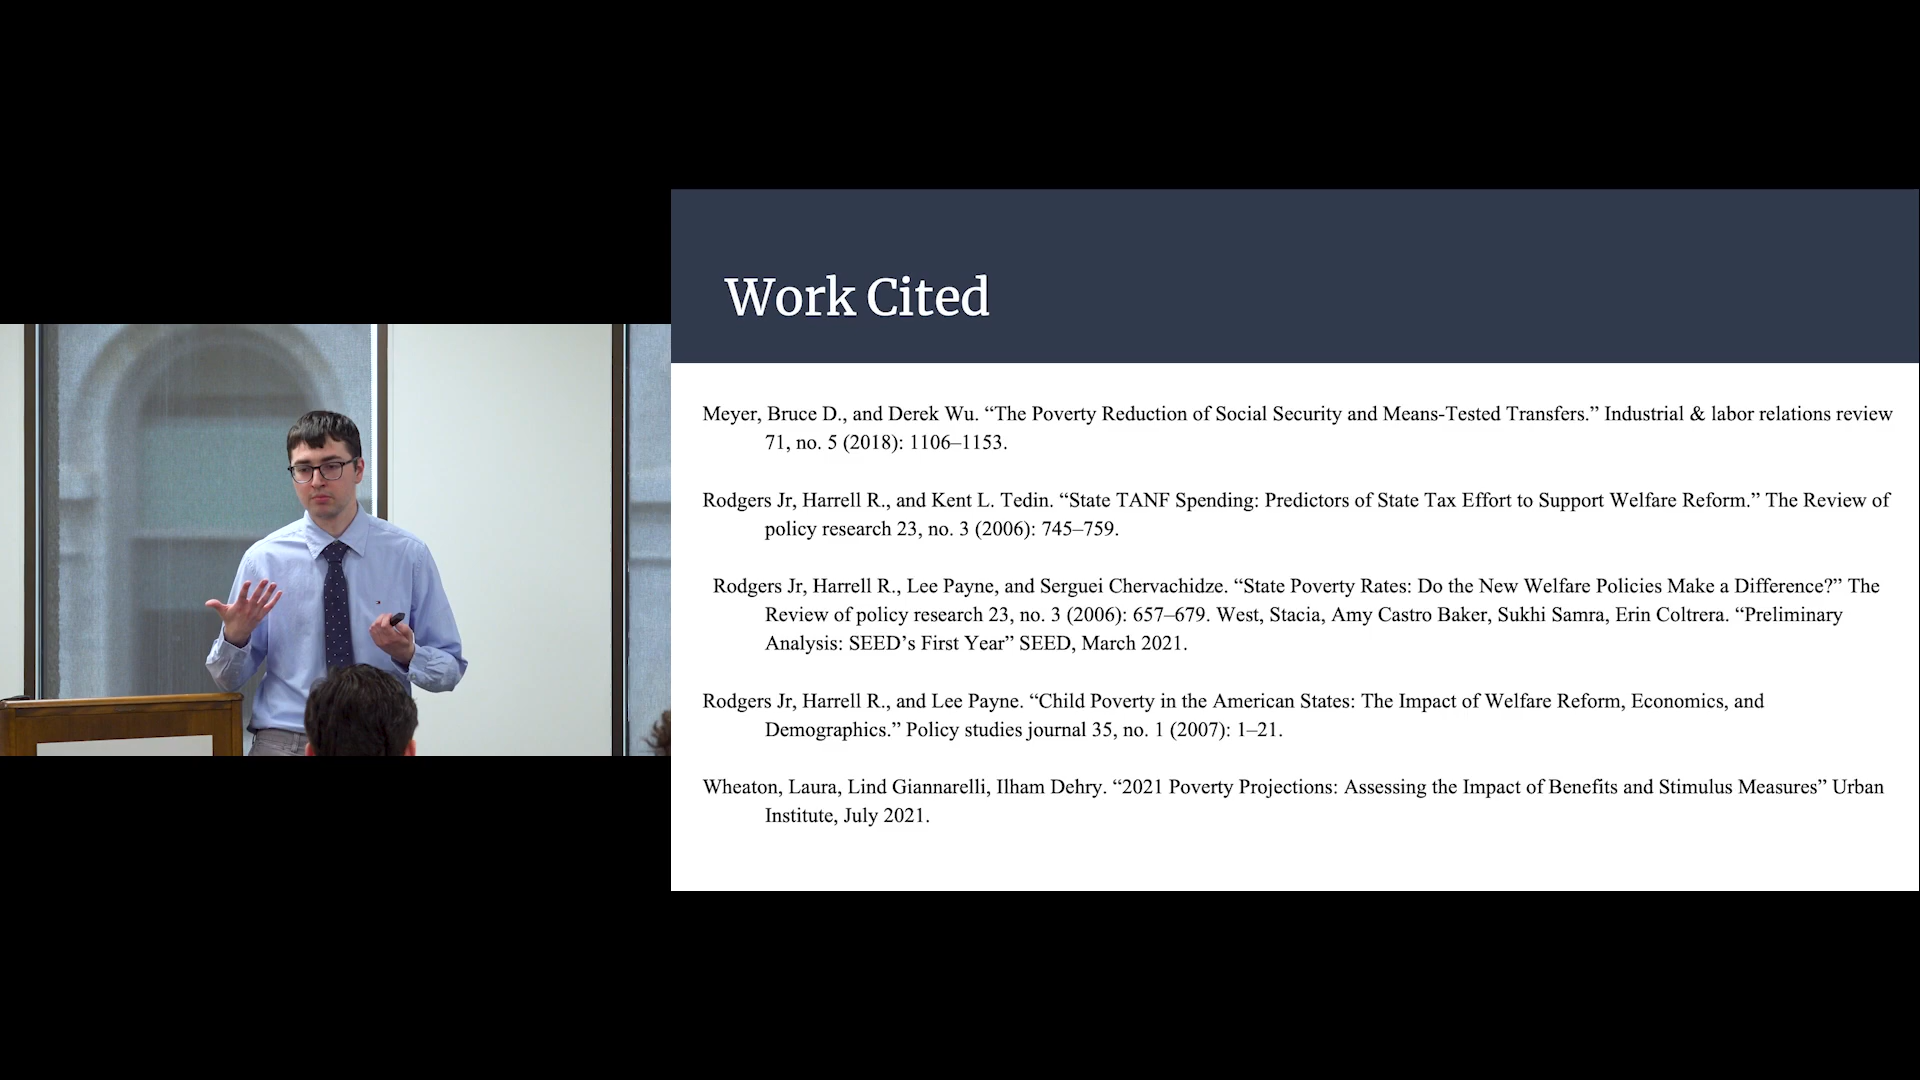 Work Cited
Meyer, Bruce D., and Derek Wu. “The Poverty Reduction of Social Security and Means-Tested Transfers.” Industrial & labor relations review
71, no. 5 (2018): 1106–1153.
Rodgers Jr, Harrell R., and Kent L. Tedin. “State TANF Spending: Predictors of State Tax Effort to Support Welfare Reform.” The Review of
policy research 23, no. 3 (2006): 745–759.
Rodgers Jr, Harrell R., Lee Payne, and Serguei Chervachidze. “State Poverty Rates: Do the New Welfare Policies Make a Difference?” The
Review of policy research 23, no. 3 (2006): 657–679. West, Stacia, Amy Castro Baker, Sukhi Samra, Erin Coltrera. “Preliminary
Analysis: SEED’s First Year” SEED, March 2021.
Rodgers Jr, Harrell R., and Lee Payne. “Child Poverty in the American States: The Impact of Welfare Reform, Economics, and
Demographics.” Policy studies journal 35, no. 1 (2007): 1–21.
Wheaton, Laura, Lind Giannarelli, Ilham Dehry. “2021 Poverty Projections: Assessing the Impact of Benefits and Stimulus Measures” Urban
Institute, July 2021.